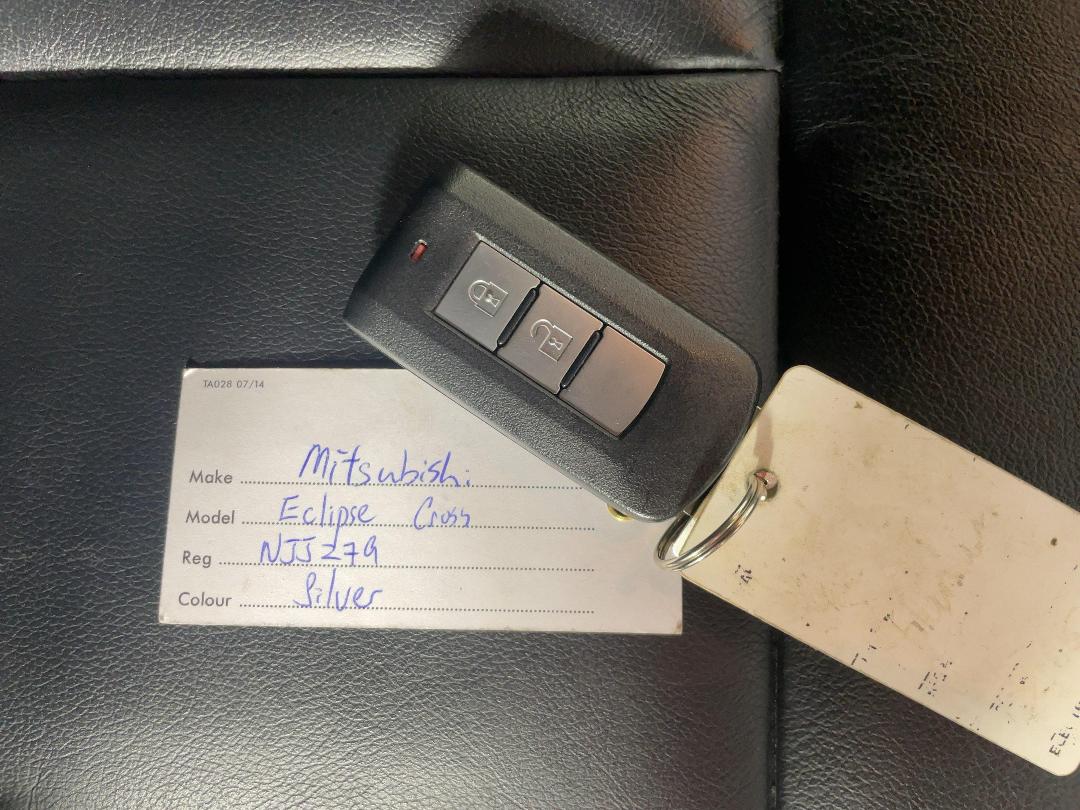 TA028 07/14
Make Mitsubishi
Model Eclipse Cross
Reg NJJ279
Colour Silver